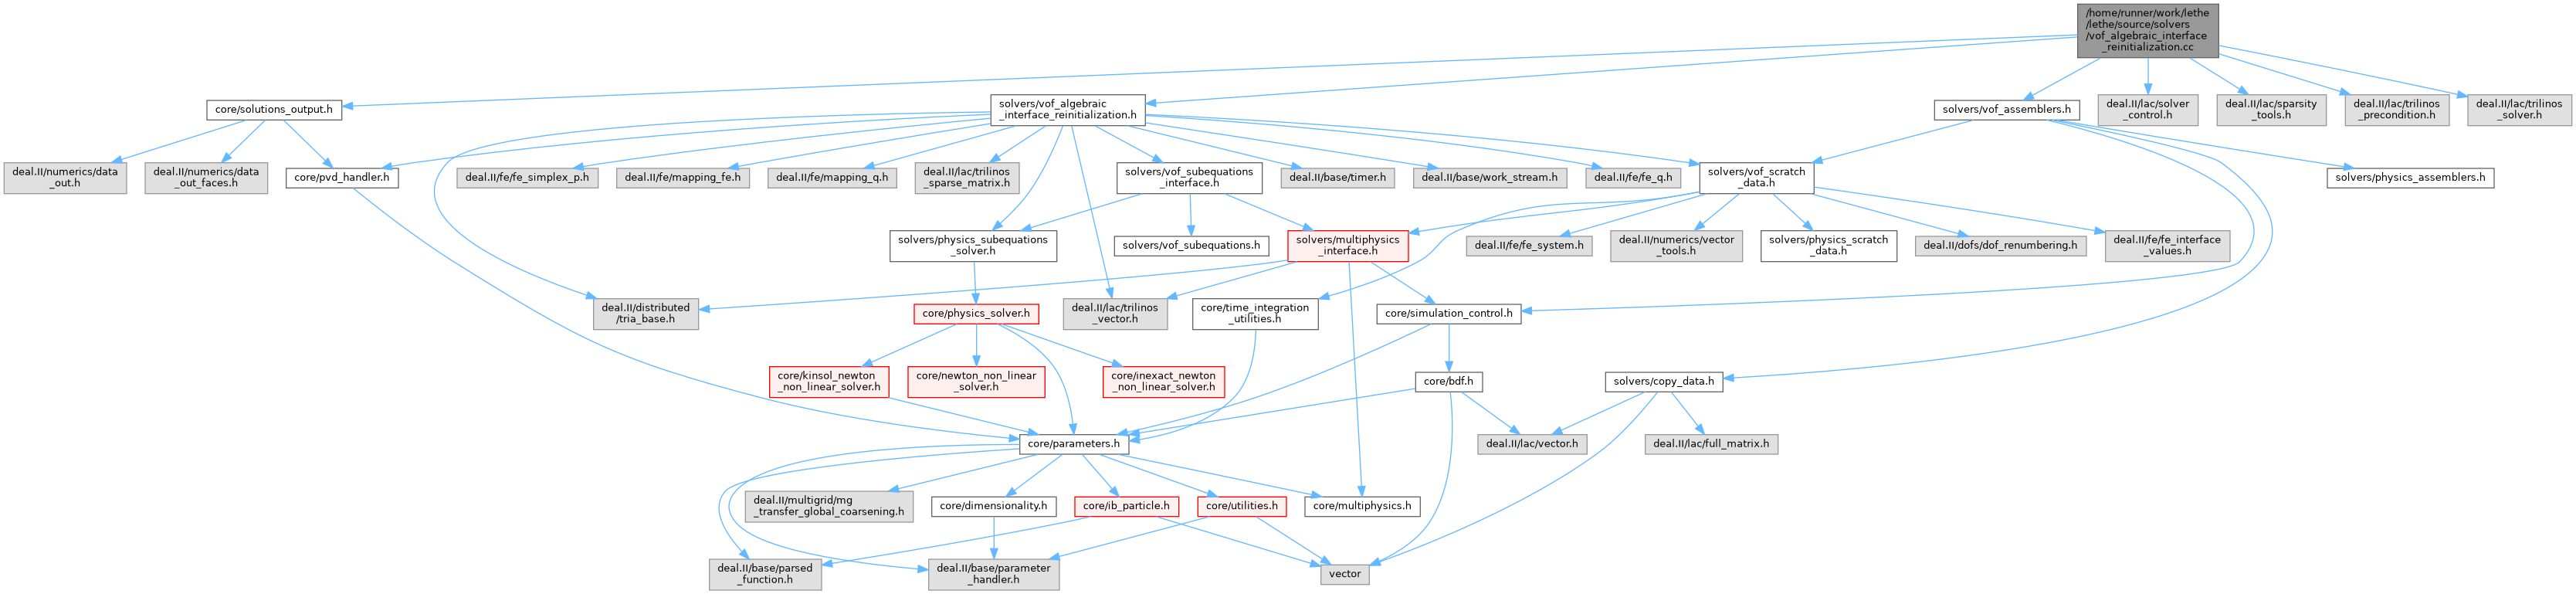 /home/runner/work/lethe
/lethe/source/solvers
/vof_algebraic_interface
_reinitialization.cc
core/solutions_output.h
solvers/vof_algebraic
_interface_reinitialization.h
solvers/vof_assemblers.h
deal.II/lac/solver
_control.h
deal.II/lac/sparsity
_tools.h
deal.II/lac/trilinos
_precondition.h
deal.II/lac/trilinos
_solver.h
deal.II/numerics/data
_out.h
deal.II/numerics/data
_out_faces.h
core/pvd_handler.h
deal.II/fe/fe_simplex_p.h
deal.II/fe/mapping_fe.h
deal.II/fe/mapping_q.h
deal.II/lac/trilinos
_sparse_matrix.h
solvers/vof_subequations
_interface.h
deal.II/base/timer.h
deal.II/base/work_stream.h
deal.II/fe/fe_q.h
solvers/vof_scratch
_data.h
solvers/physics_assemblers.h
solvers/physics_subequations
_solver.h
solvers/vof_subequations.h
solvers/multiphysics
_interface.h
deal.II/fe/fe_system.h
deal.II/numerics/vector
_tools.h
solvers/physics_scratch
_data.h
deal.II/dofs/dof_renumbering.h
deal.II/fe/fe_interface
_values.h
deal.II/distributed
/tria_base.h
core/physics_solver.h
deal.II/lac/trilinos
_vector.h
core/time_integration
_utilities.h
core/simulation_control.h
core/kinsol_newton
_non_linear_solver.h
core/newton_non_linear
_solver.h
core/inexact_newton
_non_linear_solver.h
core/bdf.h
solvers/copy_data.h
core/parameters.h
deal.II/lac/vector.h
deal.II/lac/full_matrix.h
deal.II/multigrid/mg
_transfer_global_coarsening.h
core/dimensionality.h
core/ib_particle.h
core/utilities.h
core/multiphysics.h
deal.II/base/parsed
_function.h
deal.II/base/parameter
_handler.h
vector